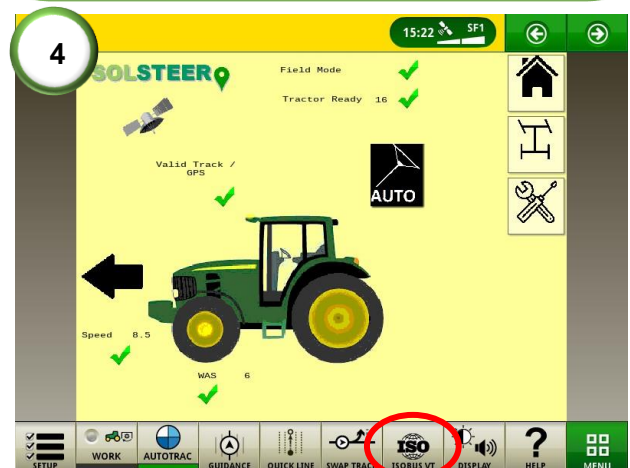 4
15:22 SF1
SOLSTEER
Field Mode
Tractor Ready 16
Valid Track /
GPS
AUTO
Speed 8.5
WAS 6
ISO
?
SETUP WORK AUTOTRAC GUIDANCE QUICK LINE SWAP TRACK ISOBUS VT DISPLAY HELP MENU